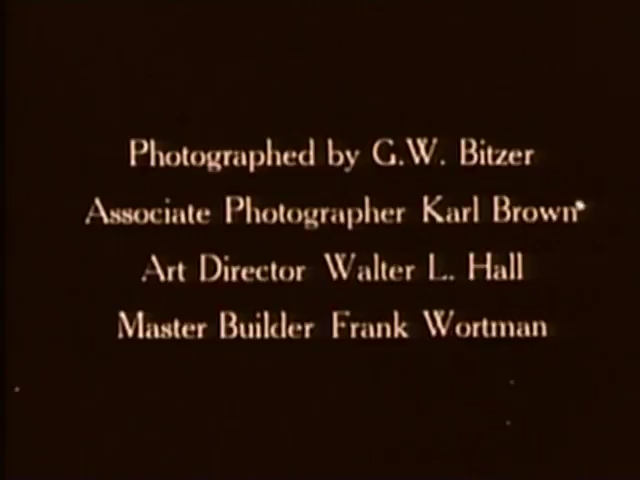 Photographed by G.W. Bitzer
Associate Photographer Karl Brown
Art Director Walter L. Hall
Master Builder Frank Wortman